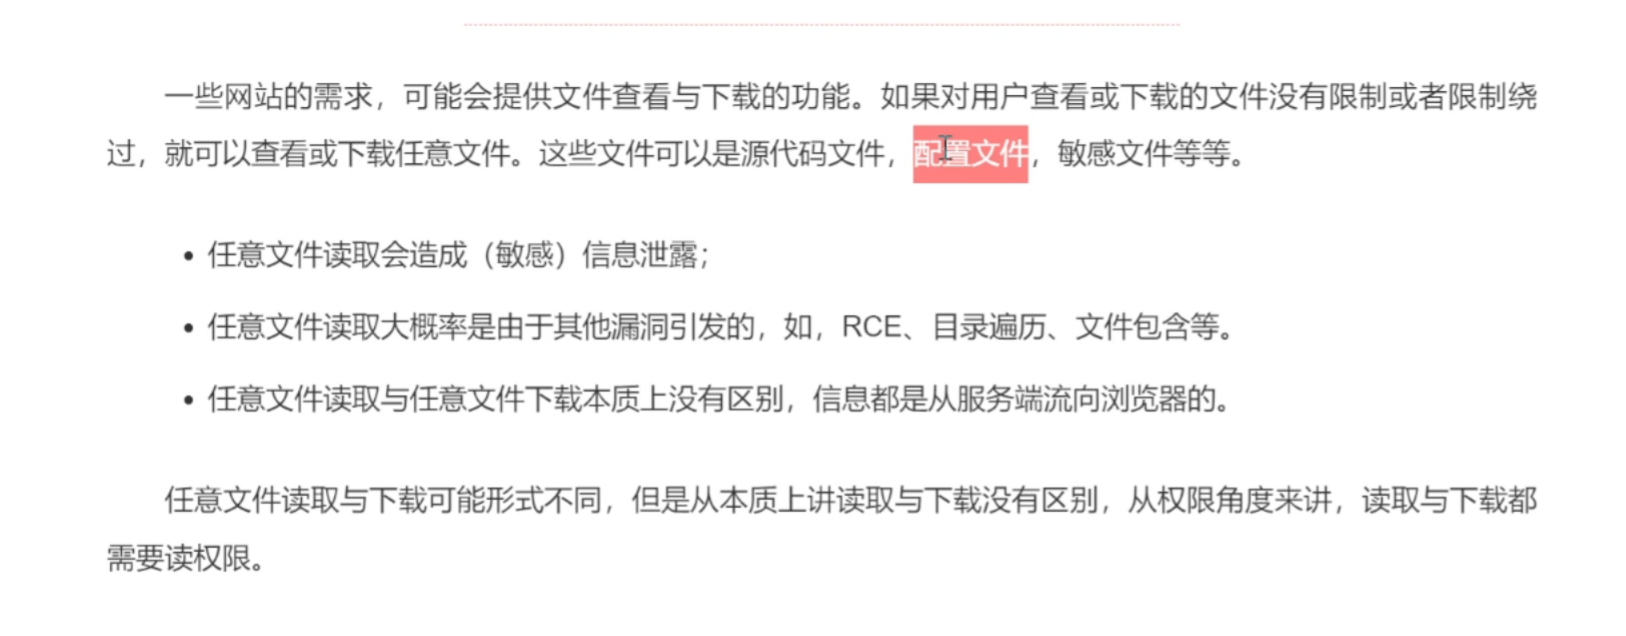 一些网站的需求，可能会提供文件查看与下载的功能。如果对用户查看或下载的文件没有限制或者限制绕
过，就可以查看或下载任意文件。这些文件可以是源代码文件，配置文件，敏感文件等等。
• 任意文件读取会造成（敏感）信息泄露；
• 任意文件读取大概率是由于其他漏洞引发的，如，RCE、目录遍历、文件包含等。
• 任意文件读取与任意文件下载本质上没有区别，信息都是从服务端流向浏览器的。
任意文件读取与下载可能形式不同，但是从本质上讲读取与下载没有区别，从权限角度来讲，读取与下载都
需要读权限。